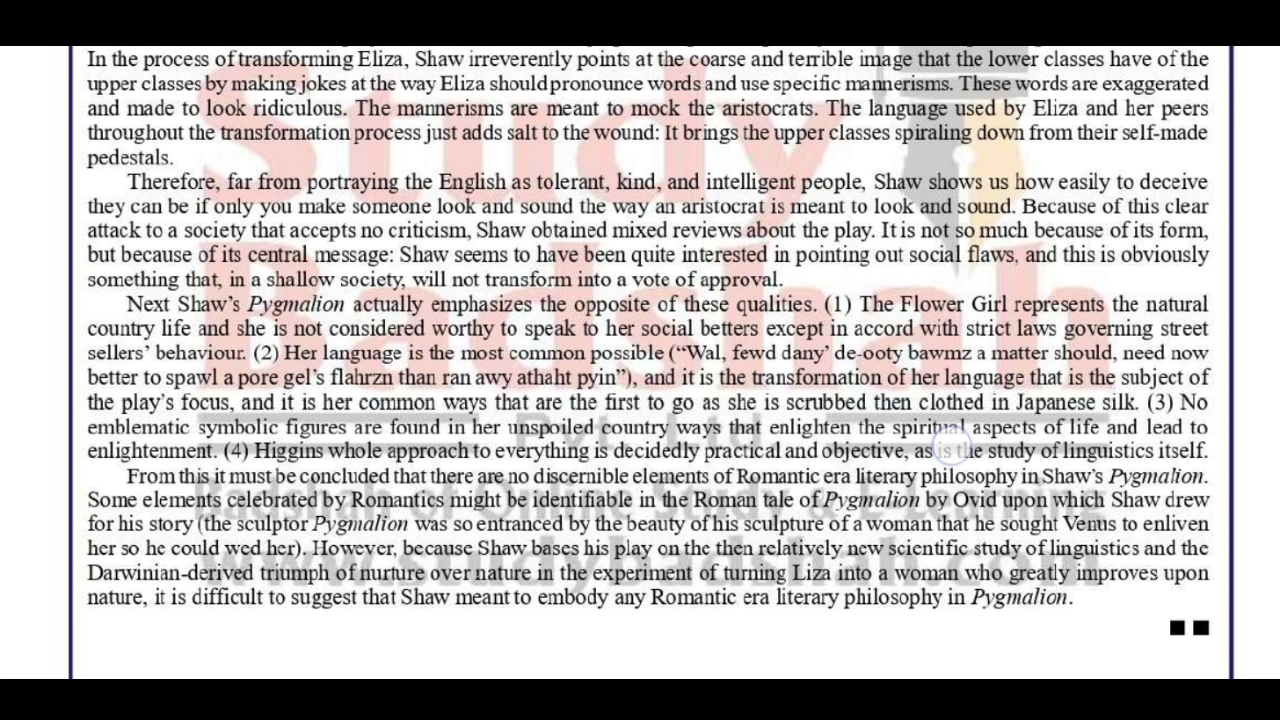 In the process of transforming Eliza, Shaw irreverently points at the coarse and terrible image that the lower classes have of the
upper classes by making jokes at the way Eliza should pronounce words and use specific mannerisms. These words are exaggerated
and made to look ridiculous. The mannerisms are meant to mock the aristocrats. The language used by Eliza and her peers
throughout the transformation process just adds salt to the wound: It brings the upper classes spiraling down from their self-made
pedestals.
Therefore, far from portraying the English as tolerant, kind, and intelligent people, Shaw shows us how easily to deceive
they can be if only you make someone look and sound the way an aristocrat is meant to look and sound. Because of this clear
attack to a society that accepts no criticism, Shaw obtained mixed reviews about the play. It is not so much because of its form,
but because of its central message: Shaw seems to have been quite interested in pointing out social flaws, and this is obviously
something that, in a shallow society, will not transform into a vote of approval.
Next Shaw's Pygmalion actually emphasizes the opposite of these qualities. (1) The Flower Girl represents the natural
country life and she is not considered worthy to speak to her social betters except in accord with strict laws governing street
sellers' behaviour. (2) Her language is the most common possible ("Wal, fewd dany' de-ooty bawmz a matter should, need now
better to spawl a pore gel's flahrzn than ran awy athaht pyin"), and it is the transformation of her language that is the subject of
the play's focus, and it is her common ways that are the first to go as she is scrubbed then clothed in Japanese silk. (3) No
emblematic symbolic figures are found in her unspoiled country ways that enlighten the spiritual aspects of life and lead to
enlightenment. (4) Higgins whole approach to everything is decidedly practical and objective, as is the study of linguistics itself.
From this it must be concluded that there are no discernible elements of Romantic era literary philosophy in Shaw's Pygmalion.
Some elements celebrated by Romantics might be identifiable in the Roman tale of Pygmalion by Ovid upon which Shaw drew
for his story (the sculptor Pygmalion was so entranced by the beauty of his sculpture of a woman that he sought Venus to enliven
her so he could wed her). However, because Shaw bases his play on the then relatively new scientific study of linguistics and the
Darwinian-derived triumph of nurture over nature in the experiment of turning Liza into a woman who greatly improves upon
nature, it is difficult to suggest that Shaw meant to embody any Romantic era literary philosophy in Pygmalion.
Study
Badshah
Pvt. Ltd.
Badshah of Online Study & E-Learning
www.studybadshah.com